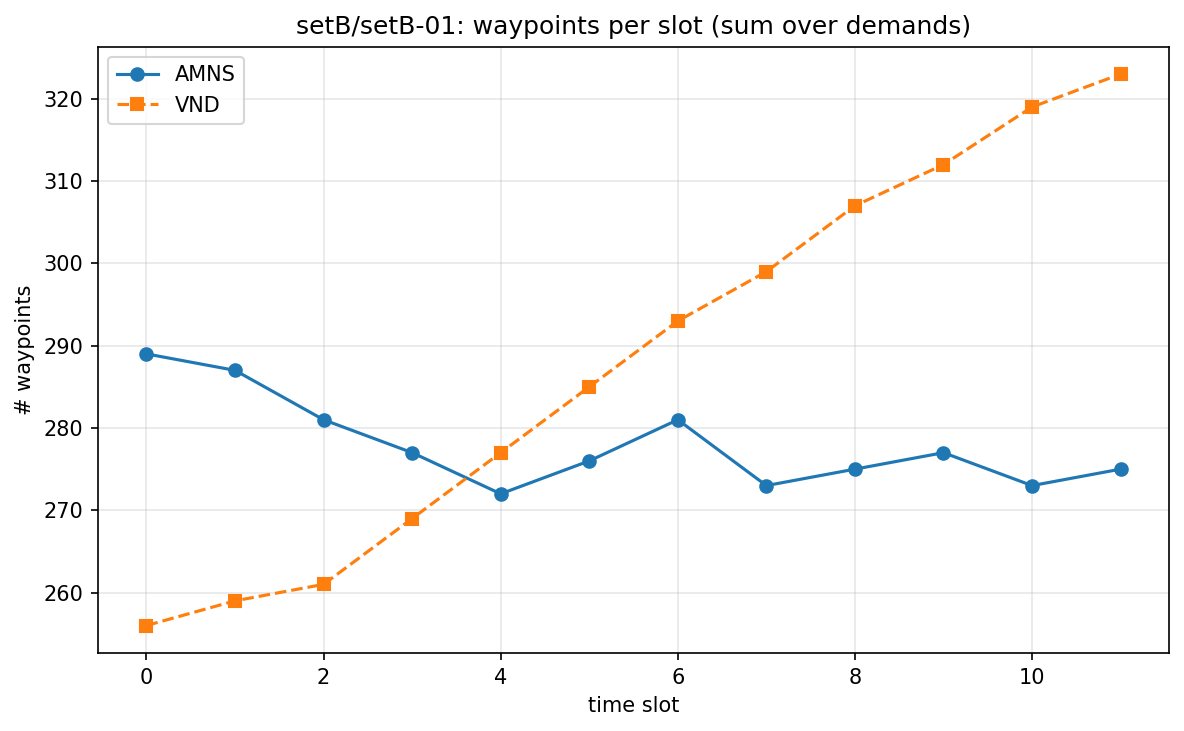 setB/setB-01: waypoints per slot (sum over demands)
AMNS
VND
320
310
300
290
280
270
260
# waypoints
0 2 4 6 8 10
time slot